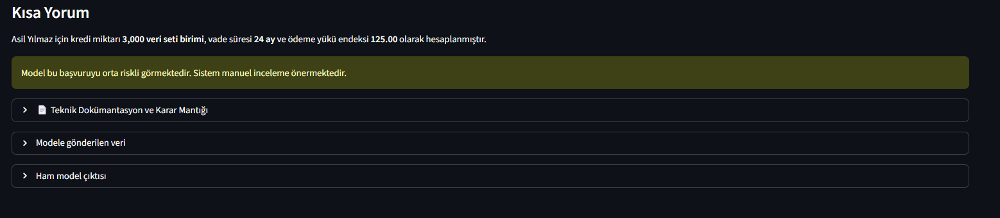 Kısa Yorum
Asil Yılmaz için kredi miktarı 3,000 veri seti birimi, vade süresi 24 ay ve ödeme yükü endeksi 125.00 olarak hesaplanmıştır.
Model bu başvuruyu orta riskli görmektedir. Sistem manuel inceleme önermektedir.
Teknik Dokümantasyon ve Karar Mantığı
Modele gönderilen veri
Ham model çıktısı